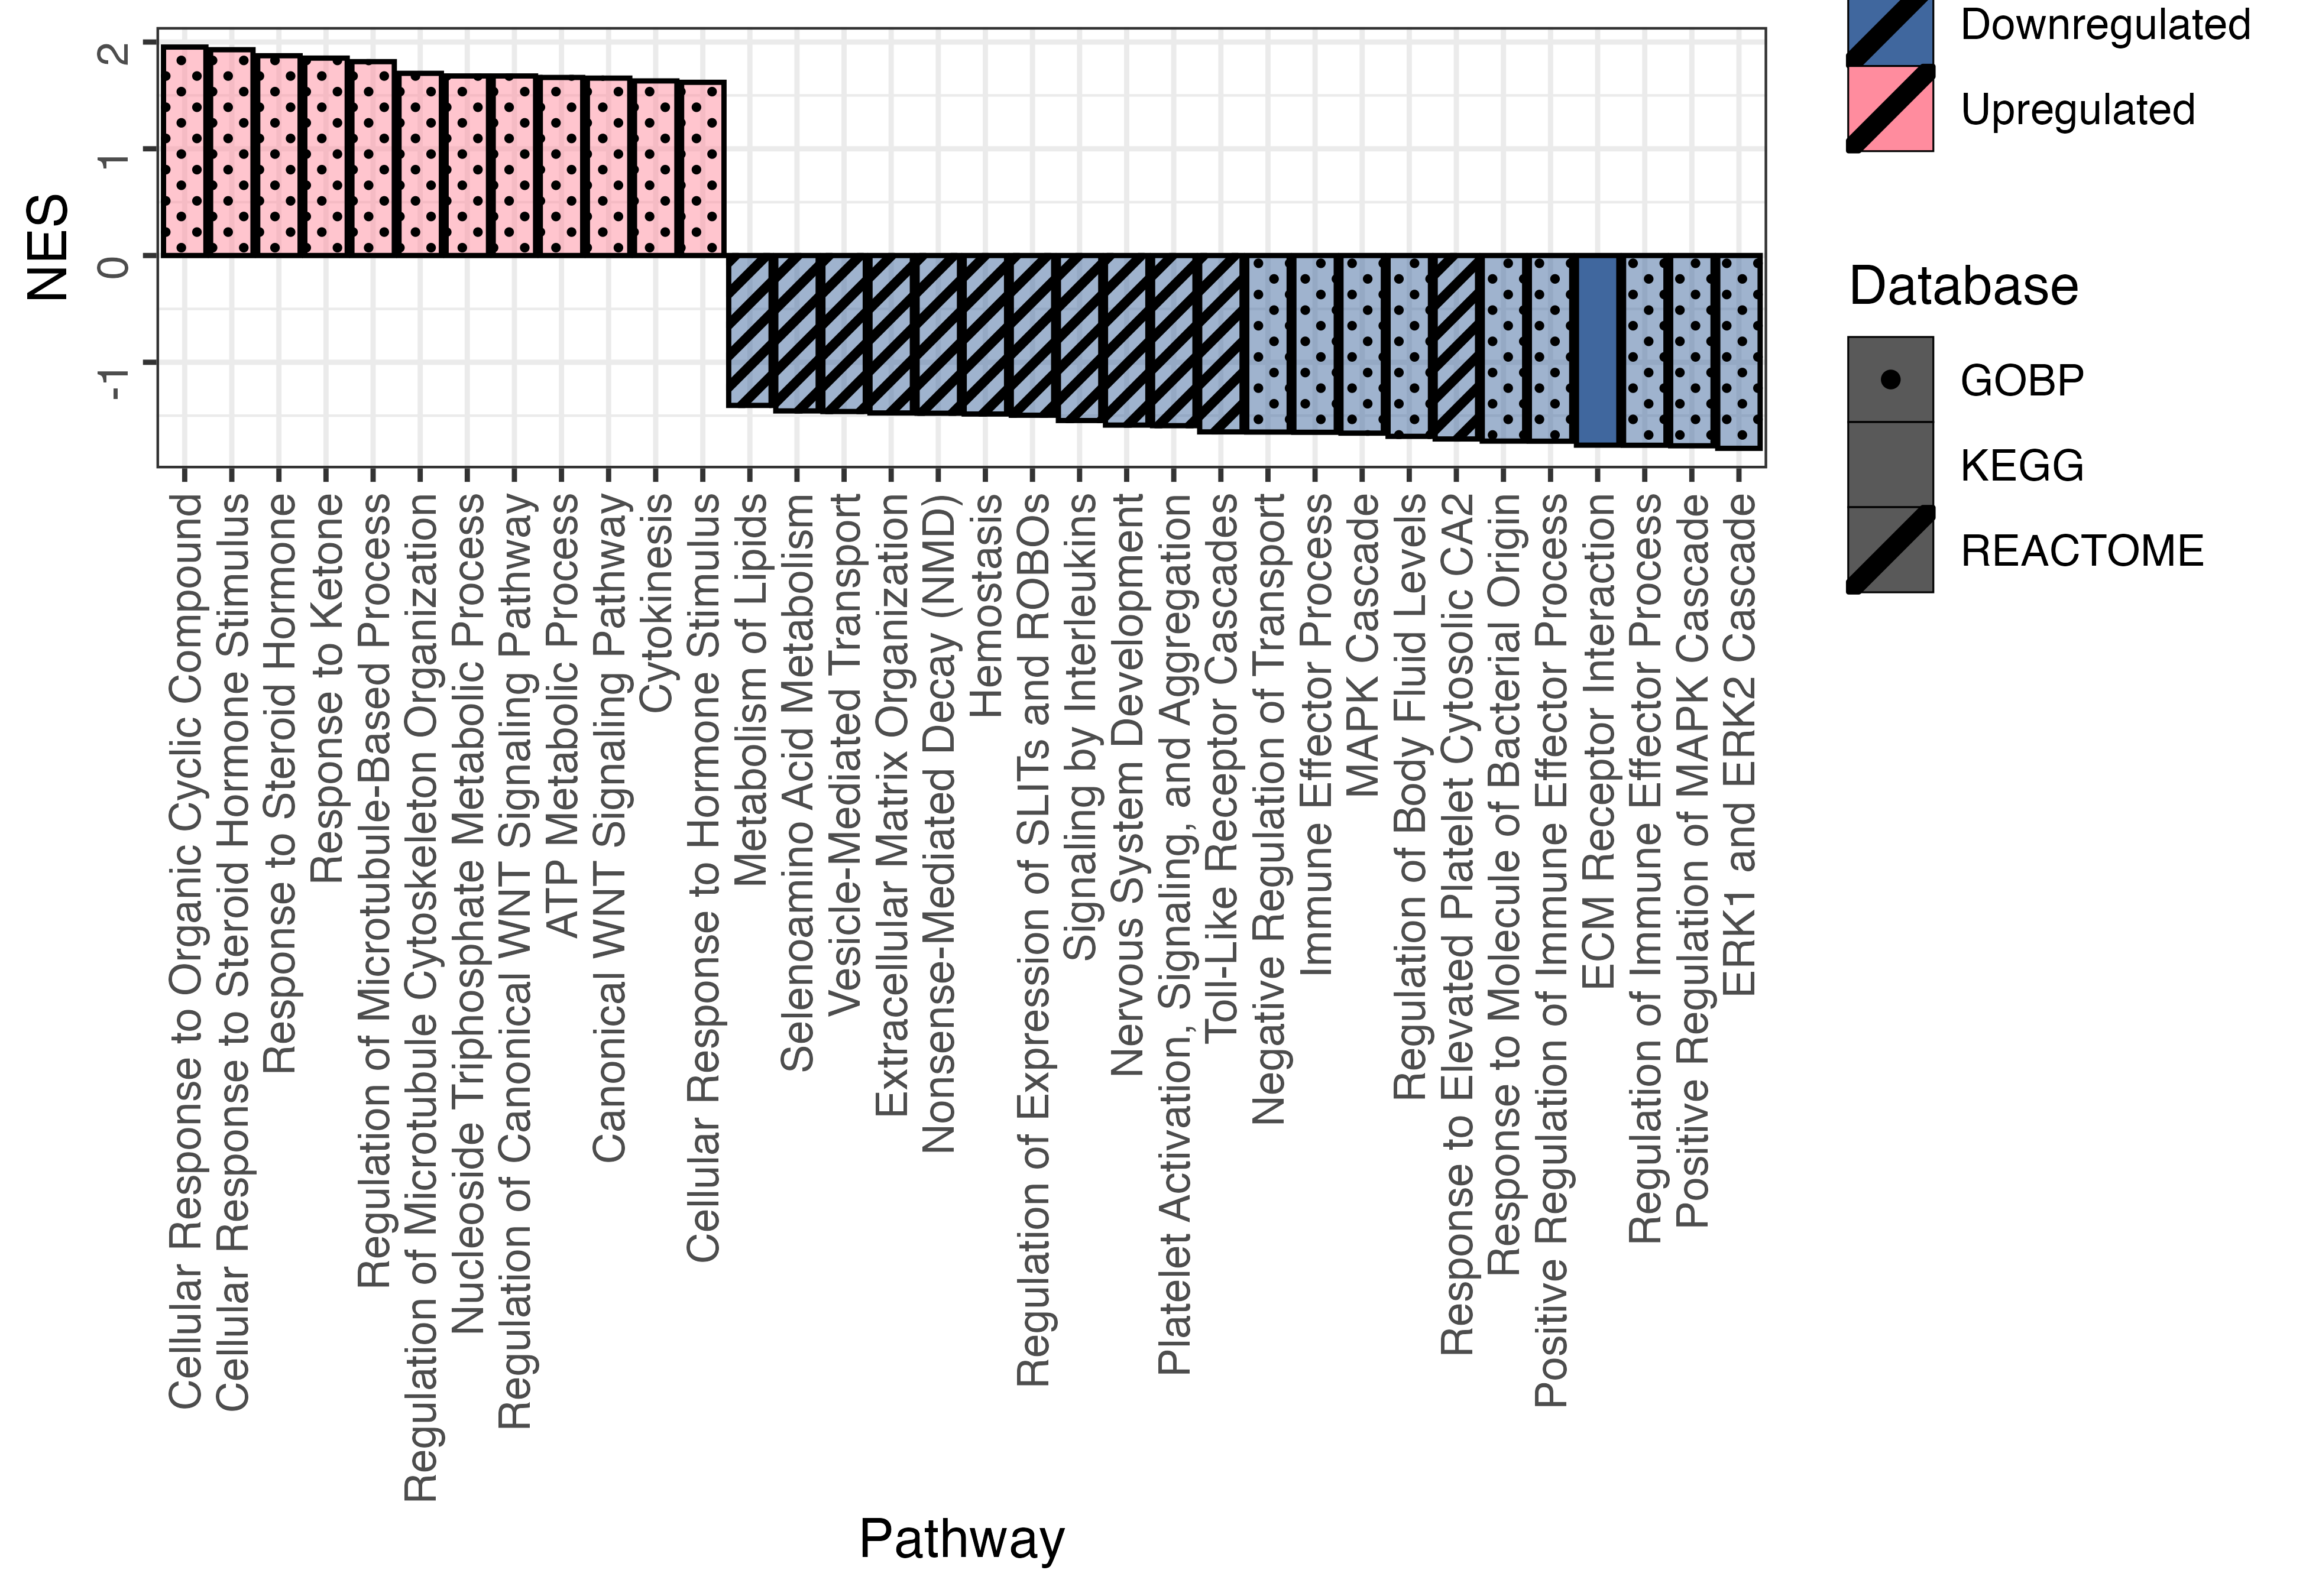 NES
2
1
0
-1
Cellular Response to Organic Cyclic Compound
Cellular Response to Steroid Hormone Stimulus
Response to Steroid Hormone
Response to Ketone
Regulation of Microtubule-Based Process
Regulation of Microtubule Cytoskeleton Orrganization
Nucleoside Triphosphate Metabolic Process
Regulation of Canonical WNT Signaling Pathway
ATP Metabolic Process
Canonical WNT Signaling Pathway
Cytokinesis
Cellular Response to Hormone Stimulus
Metabolism of Lipids
Selenoamino Acid Metabolism
Vesicle-Mediated Transport
Extracellular Matrix Organization
Nonsense-Mediated Decay (NMD)
Hemostasis
Regulation of Expression of SLITs and ROBOs
Signaling by Interleukins
Nervous System Development
Platelet Activation, Signaling, and Aggregation
Toll-Like Receptor Cascades
Negative Regulation of Transport
Immune Effector Process
MAPK Cascade
Regulation of Body Fluid Levels
Response to Elevated Platelet Cytosolic CA2
Response to Molecule of Bacterial Origin
Positive Regulation of Immune Effector Process
ECM Receptor Interaction
Regulation of Immune Effector Process
Positive Regulation of MAPK Cascade
ERK1 and ERK2 Cascade
Pathway
Downregulated
Upregulated
Database
GOBP
KEGG
REACTOME